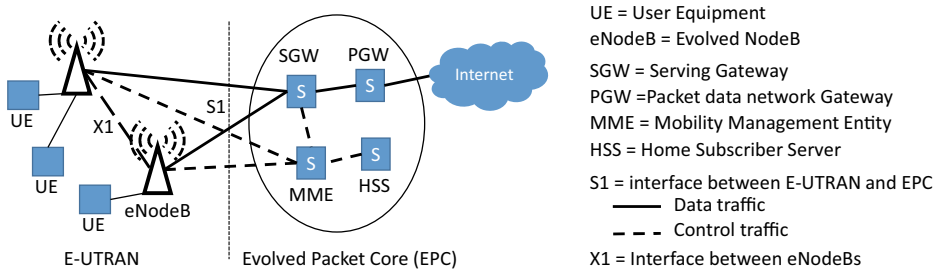 SGW
PGW
S
S
Internet
UE
X1
S1
UE
S
S
MME
HSS
UE
eNodeB
E-UTRAN
Evolved Packet Core (EPC)
UE = User Equipment
eNodeB = Evolved NodeB
SGW = Serving Gateway
PGW =Packet data network Gateway
MME = Mobility Management Entity
HSS = Home Subscriber Server
S1 = interface between E-UTRAN and EPC
Data traffic
Control traffic
X1 = Interface between eNodeBs